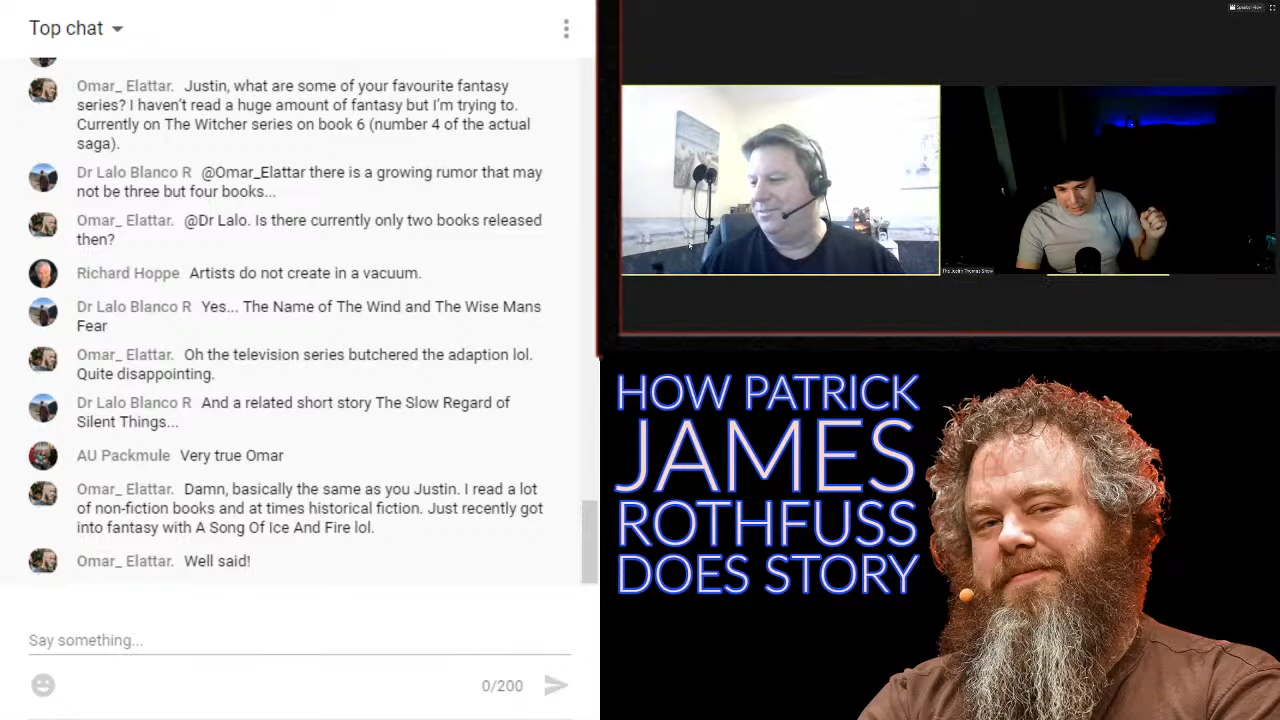 Top chat
Omar_ Elattar. Justin, what are some of your favourite fantasy
series? I haven't read a huge amount of fantasy but I'm trying to.
Currently on The Witcher series on book 6 (number 4 of the actual
saga).
Dr Lalo Blanco R @Omar_Elattar there is a growing rumor that may
not be three but four books...
Omar_ Elattar. @Dr Lalo. Is there currently only two books released
then?
Richard Hoppe Artists do not create in a vacuum.
Dr Lalo Blanco R Yes... The Name of The Wind and The Wise Mans
Fear
Omar_ Elattar. Oh the television series butchered the adaption lol.
Quite disappointing.
Dr Lalo Blanco R And a related short story The Slow Regard of
Silent Things...
AU Packmule Very true Omar
Omar_ Elattar. Damn, basically the same as you Justin. I read a lot
of non-fiction books and at times historical fiction. Just recently got
into fantasy with A Song Of Ice And Fire lol.
Omar_ Elattar. Well said!
Say something...
0/200
Speaker View
The Justin Thomas Show
HOW PATRICK
JAMES
ROTHFUSS
DOES STORY